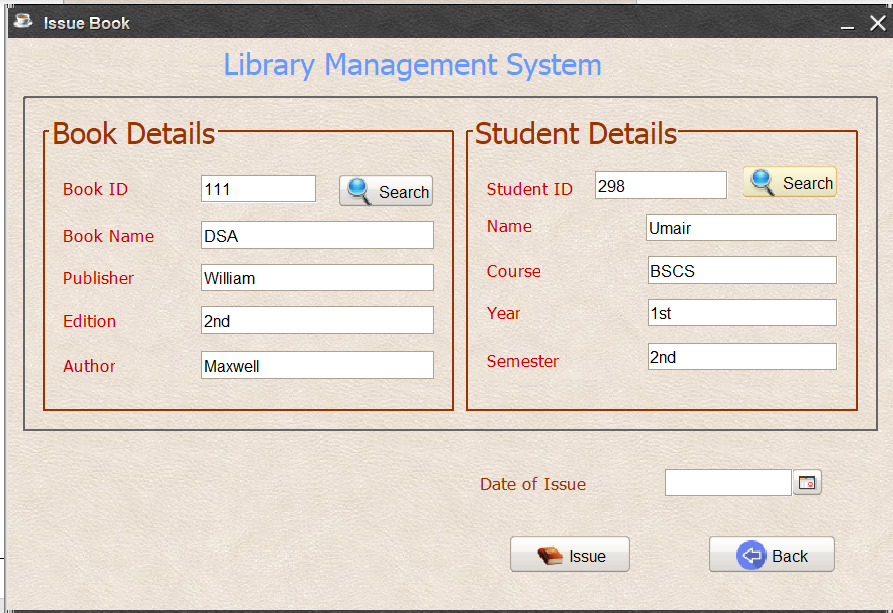 Issue Book
Library Management System
Book Details
Book ID 111 Search
Book Name DSA
Publisher William
Edition 2nd
Author Maxwell
Student Details
Student ID 298 Search
Name Umair
Course BSCS
Year 1st
Semester 2nd
Date of Issue
Issue Back